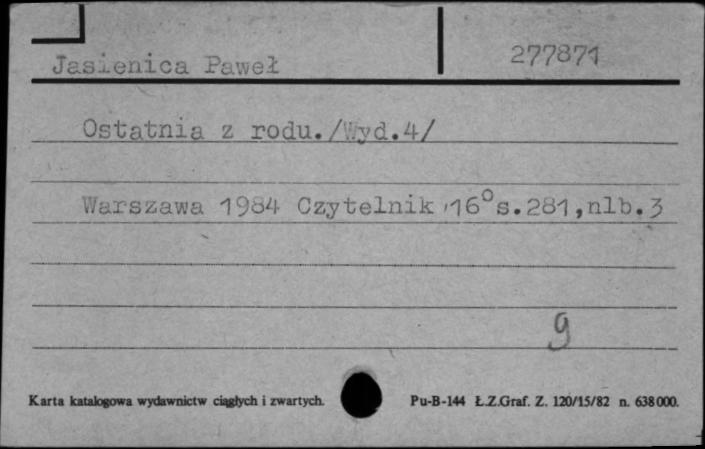 Jasienica Paweł 277871
Ostatnia z rodu./Wyd.4/
Warszawa 1984 Czytelnik 16°s.281,nlb.3
g
Karta katalogowa wydawnictw ciągłych i zwartych. Pu-B-144 Ł.Z.Graf. Z. 120/15/82 n. 638000.